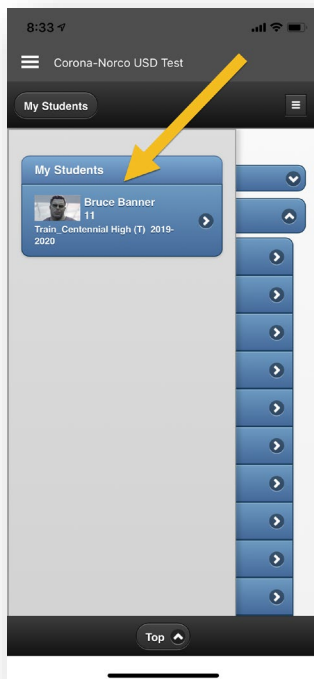 8:33
Corona-Norco USD Test
My Students
My Students
Bruce Banner
11
Train_Centennial High (T) 2019-
2020
Top